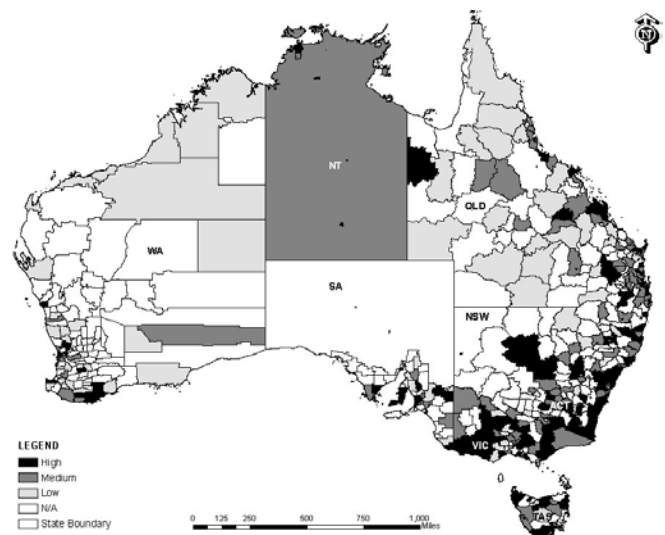 N
NT
QLD
WA
SA
NSW
VIC
TAS
LEGEND
High
Medium
Low
N/A
State Boundary
0 125 250 500 750 1,000
Miles